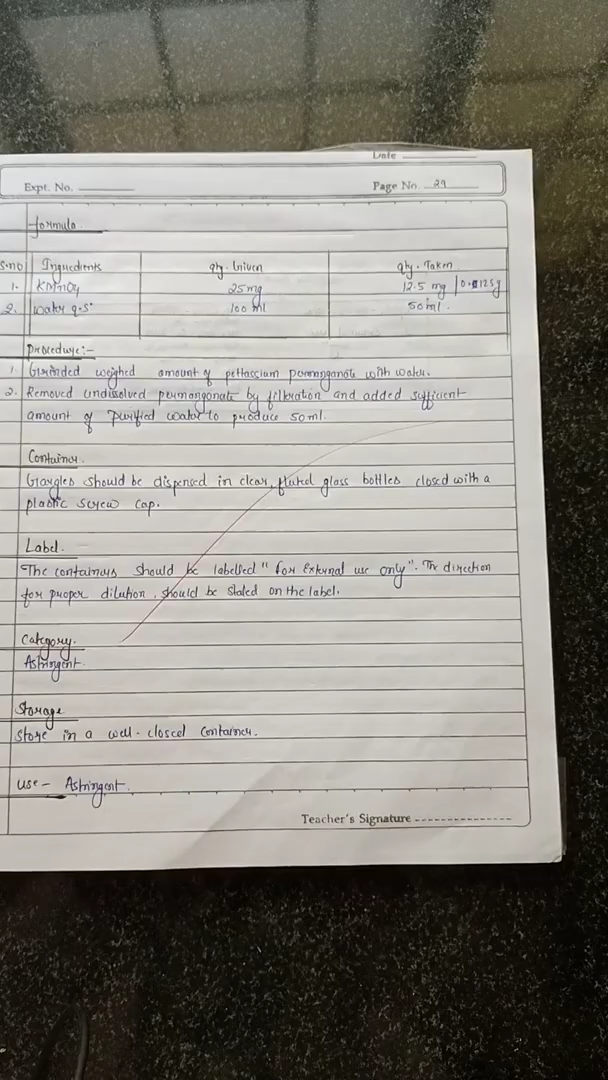 Date
Expt. No.
Page No. 29
formula
S.no Ingredients qty. Given qty. Taken
1. KMnO4 25mg 12.5 mg
2. water q.s 100 ml 50ml.
Procedure:-
1. Grinded weighed amount of pottassium permanganate with water.
2. Removed undissolved permanganate by filteration and added sufficient
amount of purified water to produce 50ml.
Container.
Gargles should be dispensed in clear, fluted glass bottles closed with a
plastic screw cap.
Label.
The containers should be labelled "for External use only". The direction
for proper dilution, should be stated on the label.
Category.
Astringent.
Storage
Store in a well-closed container.
Use - Astringent.
Teacher's Signature